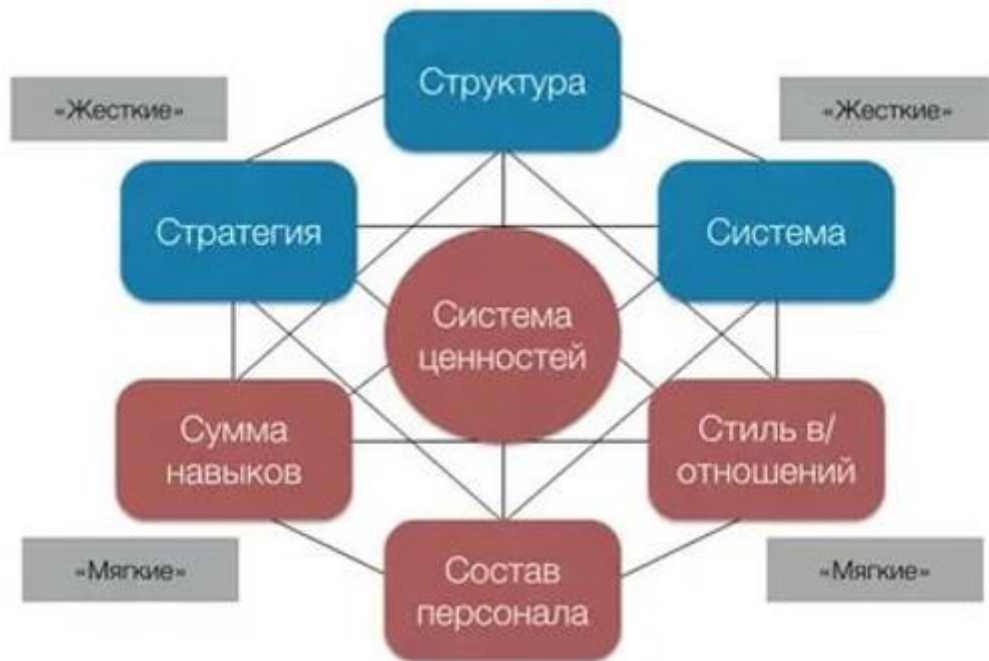 Структура
«Жесткие»
«Жесткие»
Стратегия
Система
Система
ценностей
Сумма
навыков
Стиль в/
отношений
«Мягкие»
«Мягкие»
Состав
персонала